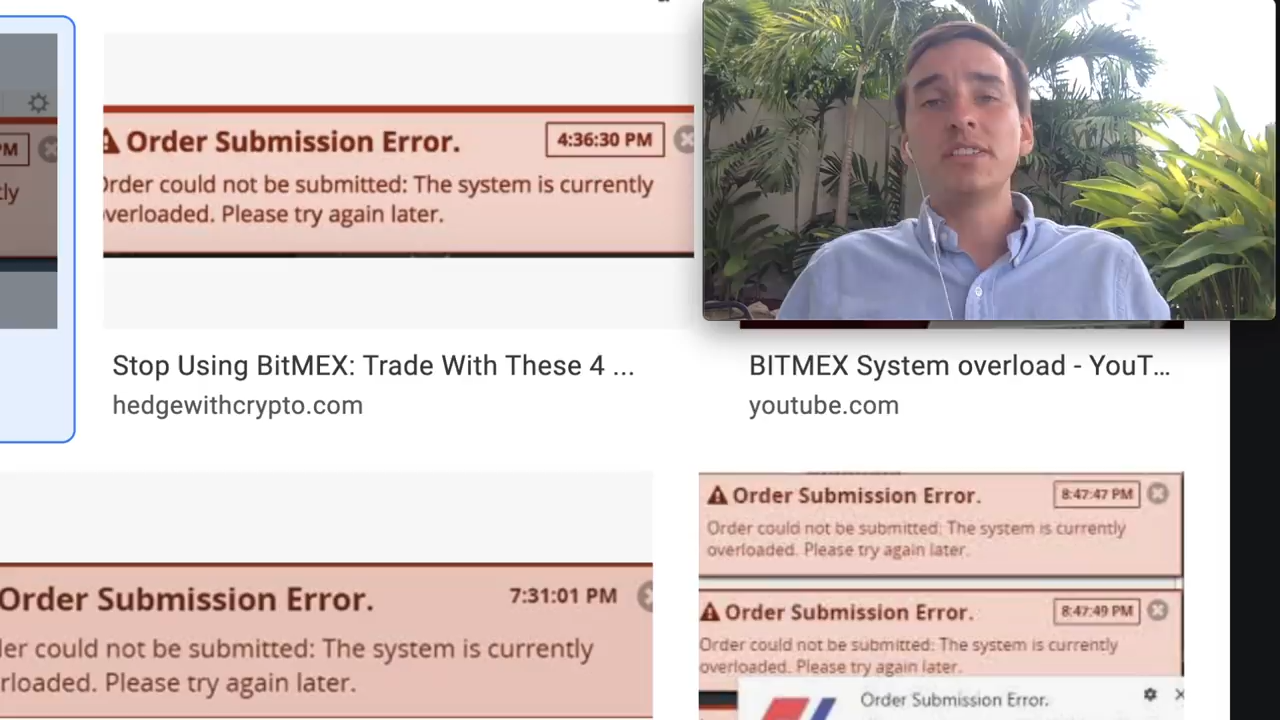 PM
tly
Order Submission Error.
4:36:30 PM
Order could not be submitted: The system is currently
overloaded. Please try again later.
Stop Using BitMEX: Trade With These 4 ...
hedgewithcrypto.com
BITMEX System overload - YouT...
youtube.com
Order Submission Error.
7:31:01 PM
der could not be submitted: The system is currently
rloaded. Please try again later.
Order Submission Error.
8:47:47 PM
Order could not be submitted: The system is currently
overloaded. Please try again later.
Order Submission Error.
8:47:49 PM
Order could not be submitted: The system is currently
overloaded. Please try again later.
Order Submission Error.